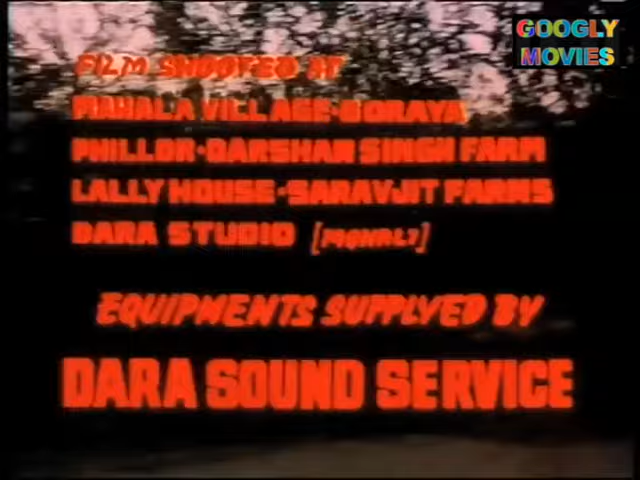 GOOGLY
MOVIES
FILM SHOOTED AT
MAHALA VILLAGE·GORAYA
PHILLOR·DARSHAN SINGH FARM
LALLY HOUSE·SARAVJIT FARMS
DARA STUDIO [MOHALI]
EQUIPMENTS SUPPLYED BY
DARA SOUND SERVICE